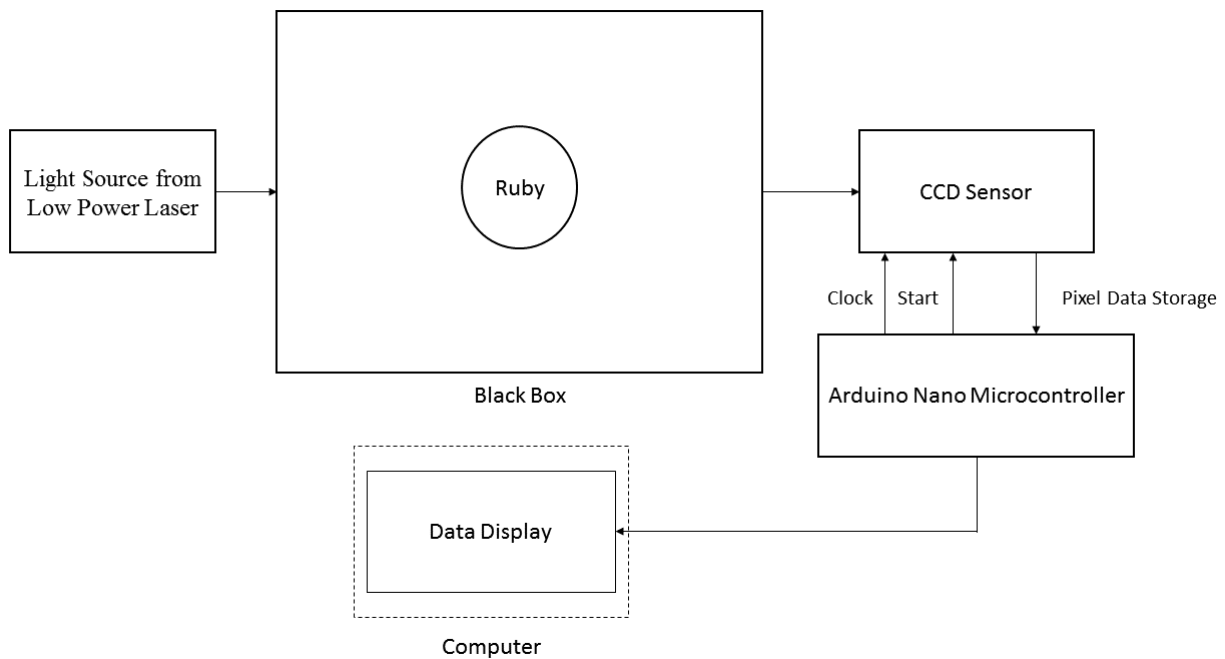 Light Source from
Low Power Laser
Ruby
CCD Sensor
Clock
Start
Pixel Data Storage
Black Box
Arduino Nano Microcontroller
Data Display
Computer